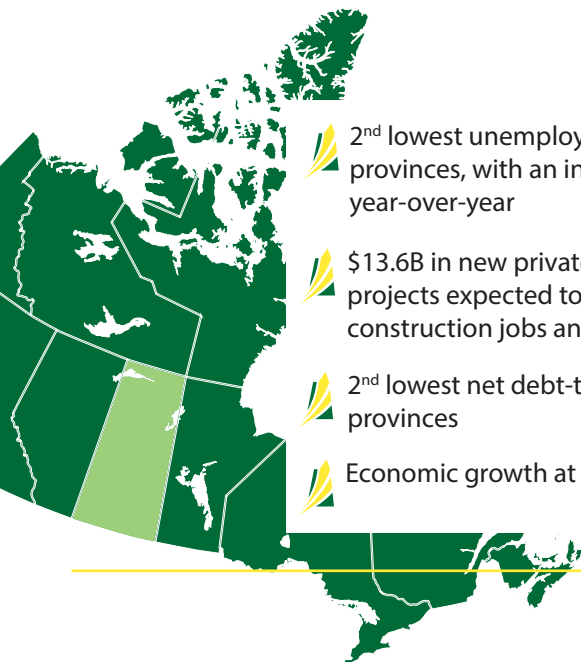 2nd lowest unemploy
provinces, with an in
year-over-year
$13.6B in new private
projects expected to
construction jobs an
2nd lowest net debt-t
provinces
Economic growth at